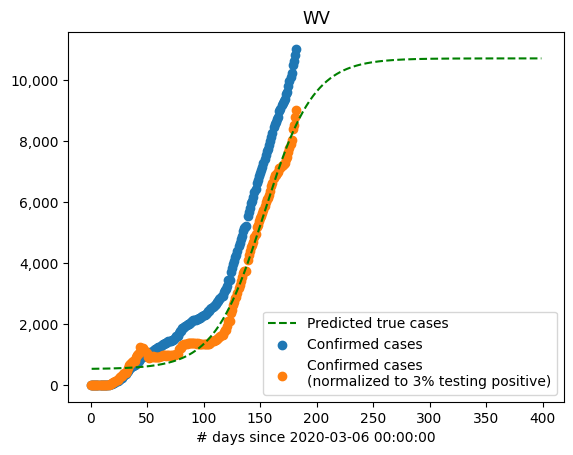 WV
10,000
8,000
6,000
4,000
2,000
0
Predicted true cases
Confirmed cases
Confirmed cases
(normalized to 3% testing positive)
0 50 100 150 200 250 300 350 400
# days since 2020-03-06 00:00:00